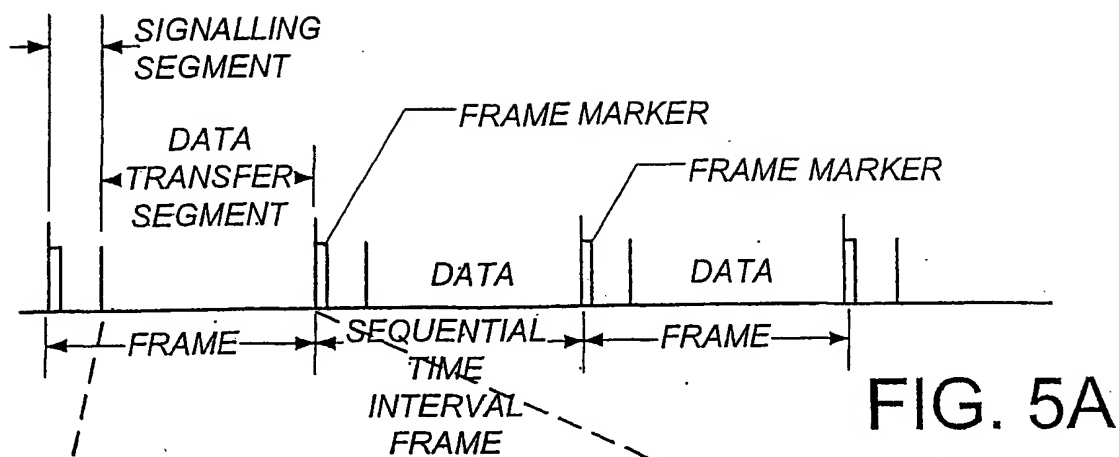 SIGNALLING
SEGMENT
FRAME MARKER
DATA
TRANSFER
SEGMENT
FRAME MARKER
DATA
DATA
FRAME
SEQUENTIAL
TIME
INTERVAL
FRAME
FRAME
FIG. 5A